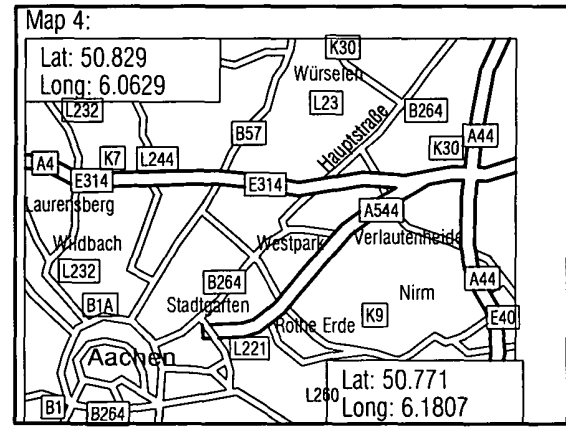 Map 4:
Lat: 50.829
Long: 6.0629
K30
Würselen
L232
L23
B264
B57
Hauptstraße
A44
K30
A4
K7
L244
E314
E314
Laurensberg
A544
Wildbach
Westpark
Verlautenheide
L232
B264
A44
B1A
Stadtgarten
Nirm
Rothe Erde
K9
E40
Aachen
L221
Lat: 50.771
L260
Long: 6.1807
B1
B264